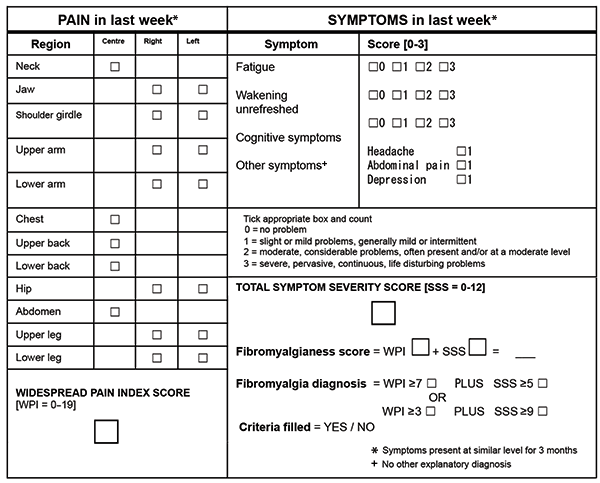 PAIN in last week*
Region Centre Right Left
Neck ☐
Jaw ☐ ☐
Shoulder girdle ☐ ☐
Upper arm ☐ ☐
Lower arm ☐ ☐
Chest ☐
Upper back ☐
Lower back ☐
Hip ☐ ☐
Abdomen ☐
Upper leg ☐ ☐
Lower leg ☐ ☐
WIDESPREAD PAIN INDEX SCORE
[WPI = 0-19]
SYMPTOMS in last week*
Symptom Score [0-3]
Fatigue ☐0 ☐1 ☐2 ☐3
Wakening
unrefreshed
☐0 ☐1 ☐2 ☐3
☐0 ☐1 ☐2 ☐3
Cognitive symptoms
Other symptoms+
Headache ☐1
Abdominal pain ☐1
Depression ☐1
Tick appropriate box and count
0 = no problem
1 = slight or mild problems, generally mild or intermittent
2 = moderate, considerable problems, often present and/or at a moderate level
3 = severe, pervasive, continuous, life disturbing problems
TOTAL SYMPTOM SEVERITY SCORE [SSS = 0-12]
Fibromyalgianess score = WPI ☐ + SSS ☐ = __
Fibromyalgia diagnosis = WPI ≥7 ☐ PLUS SSS ≥5 ☐
OR
WPI ≥3 ☐ PLUS SSS ≥9 ☐
Criteria filled = YES / NO
* Symptoms present at similar level for 3 months
+ No other explanatory diagnosis